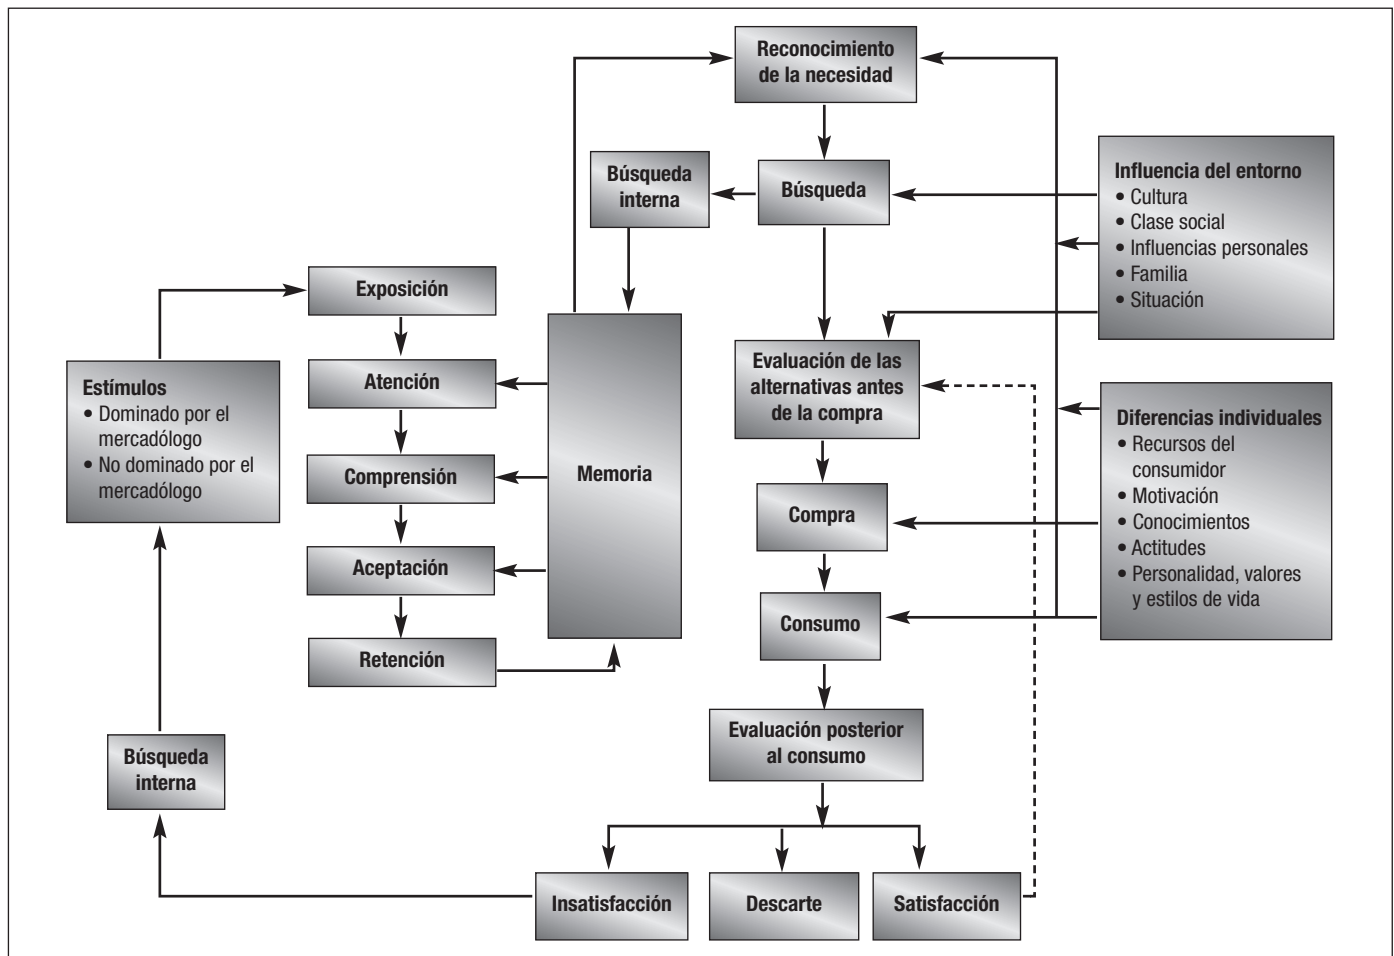 Reconocimiento
de la necesidad
Búsqueda
interna
Búsqueda
Influencia del entorno
• Cultura
• Clase social
• Influencias personales
• Familia
• Situación
Exposición
Atención
Comprensión
Aceptación
Retención
Memoria
Estímulos
• Dominado por el
mercadólogo
• No dominado por el
mercadólogo
Evaluación de las
alternativas antes
de la compra
Diferencias individuales
• Recursos del
consumidor
• Motivación
• Conocimientos
• Actitudes
• Personalidad, valores
y estilos de vida
Compra
Consumo
Evaluación posterior
al consumo
Búsqueda
interna
Insatisfacción
Descarte
Satisfacción